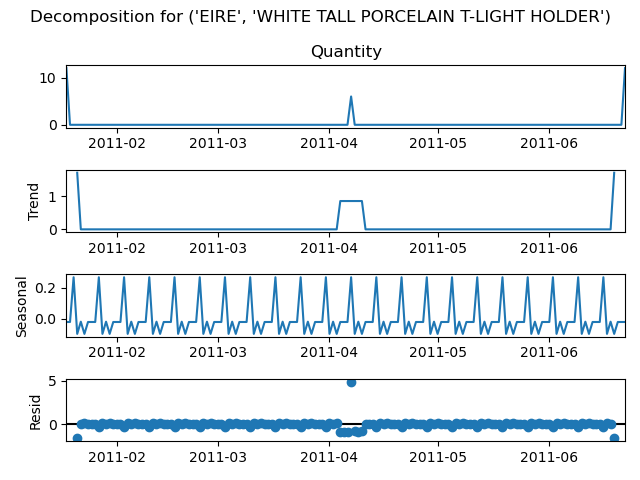 Decomposition for ('EIRE', 'WHITE TALL PORCELAIN T-LIGHT HOLDER')
Quantity
10
0
2011-02 2011-03 2011-04 2011-05 2011-06
Trend
1
0
2011-02 2011-03 2011-04 2011-05 2011-06
Seasonal
0.2
0.0
2011-02 2011-03 2011-04 2011-05 2011-06
Resid
5
0
2011-02 2011-03 2011-04 2011-05 2011-06